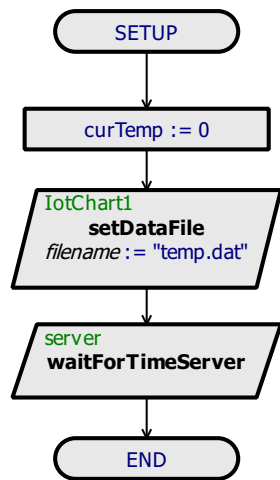 SETUP
curTemp := 0
IotChart1
setDataFile
filename := "temp.dat"
server
waitForTimeServer
END